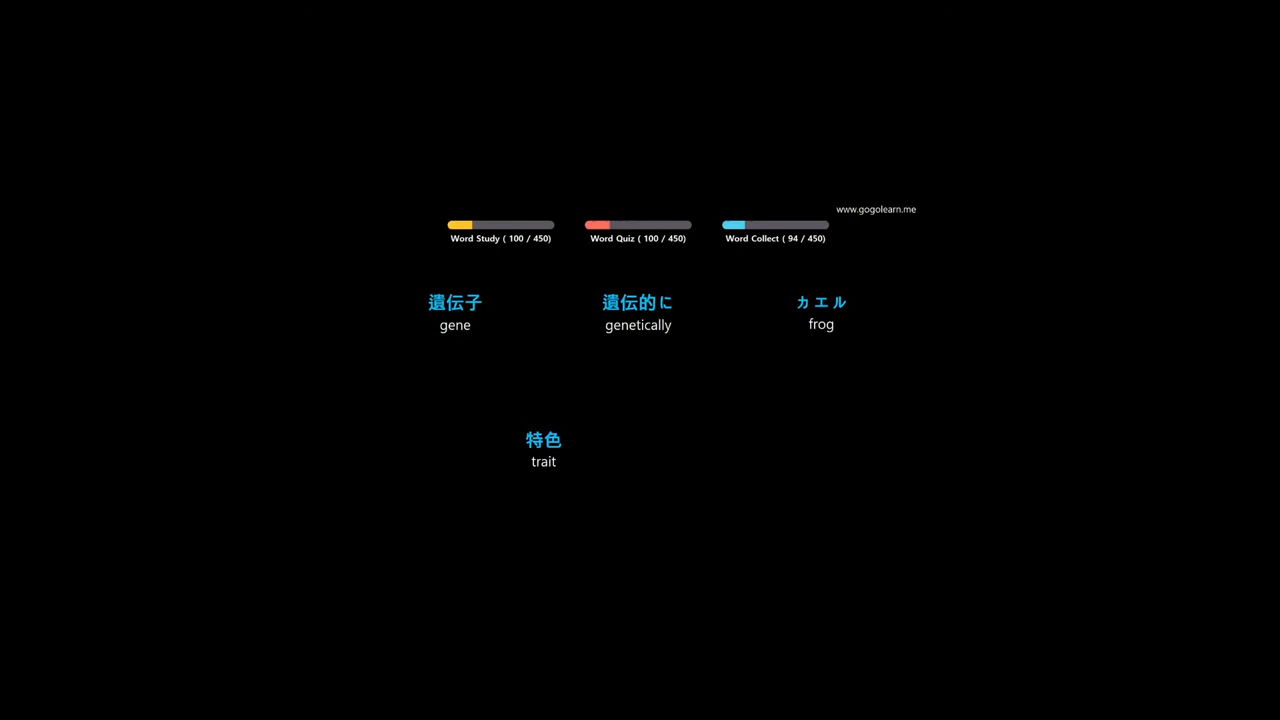 www.gogolearn.me
Word Study ( 100 / 450)
Word Quiz ( 100 / 450)
Word Collect ( 94 / 450)
遺伝子
gene
遺伝的に
genetically
カエル
frog
特色
trait